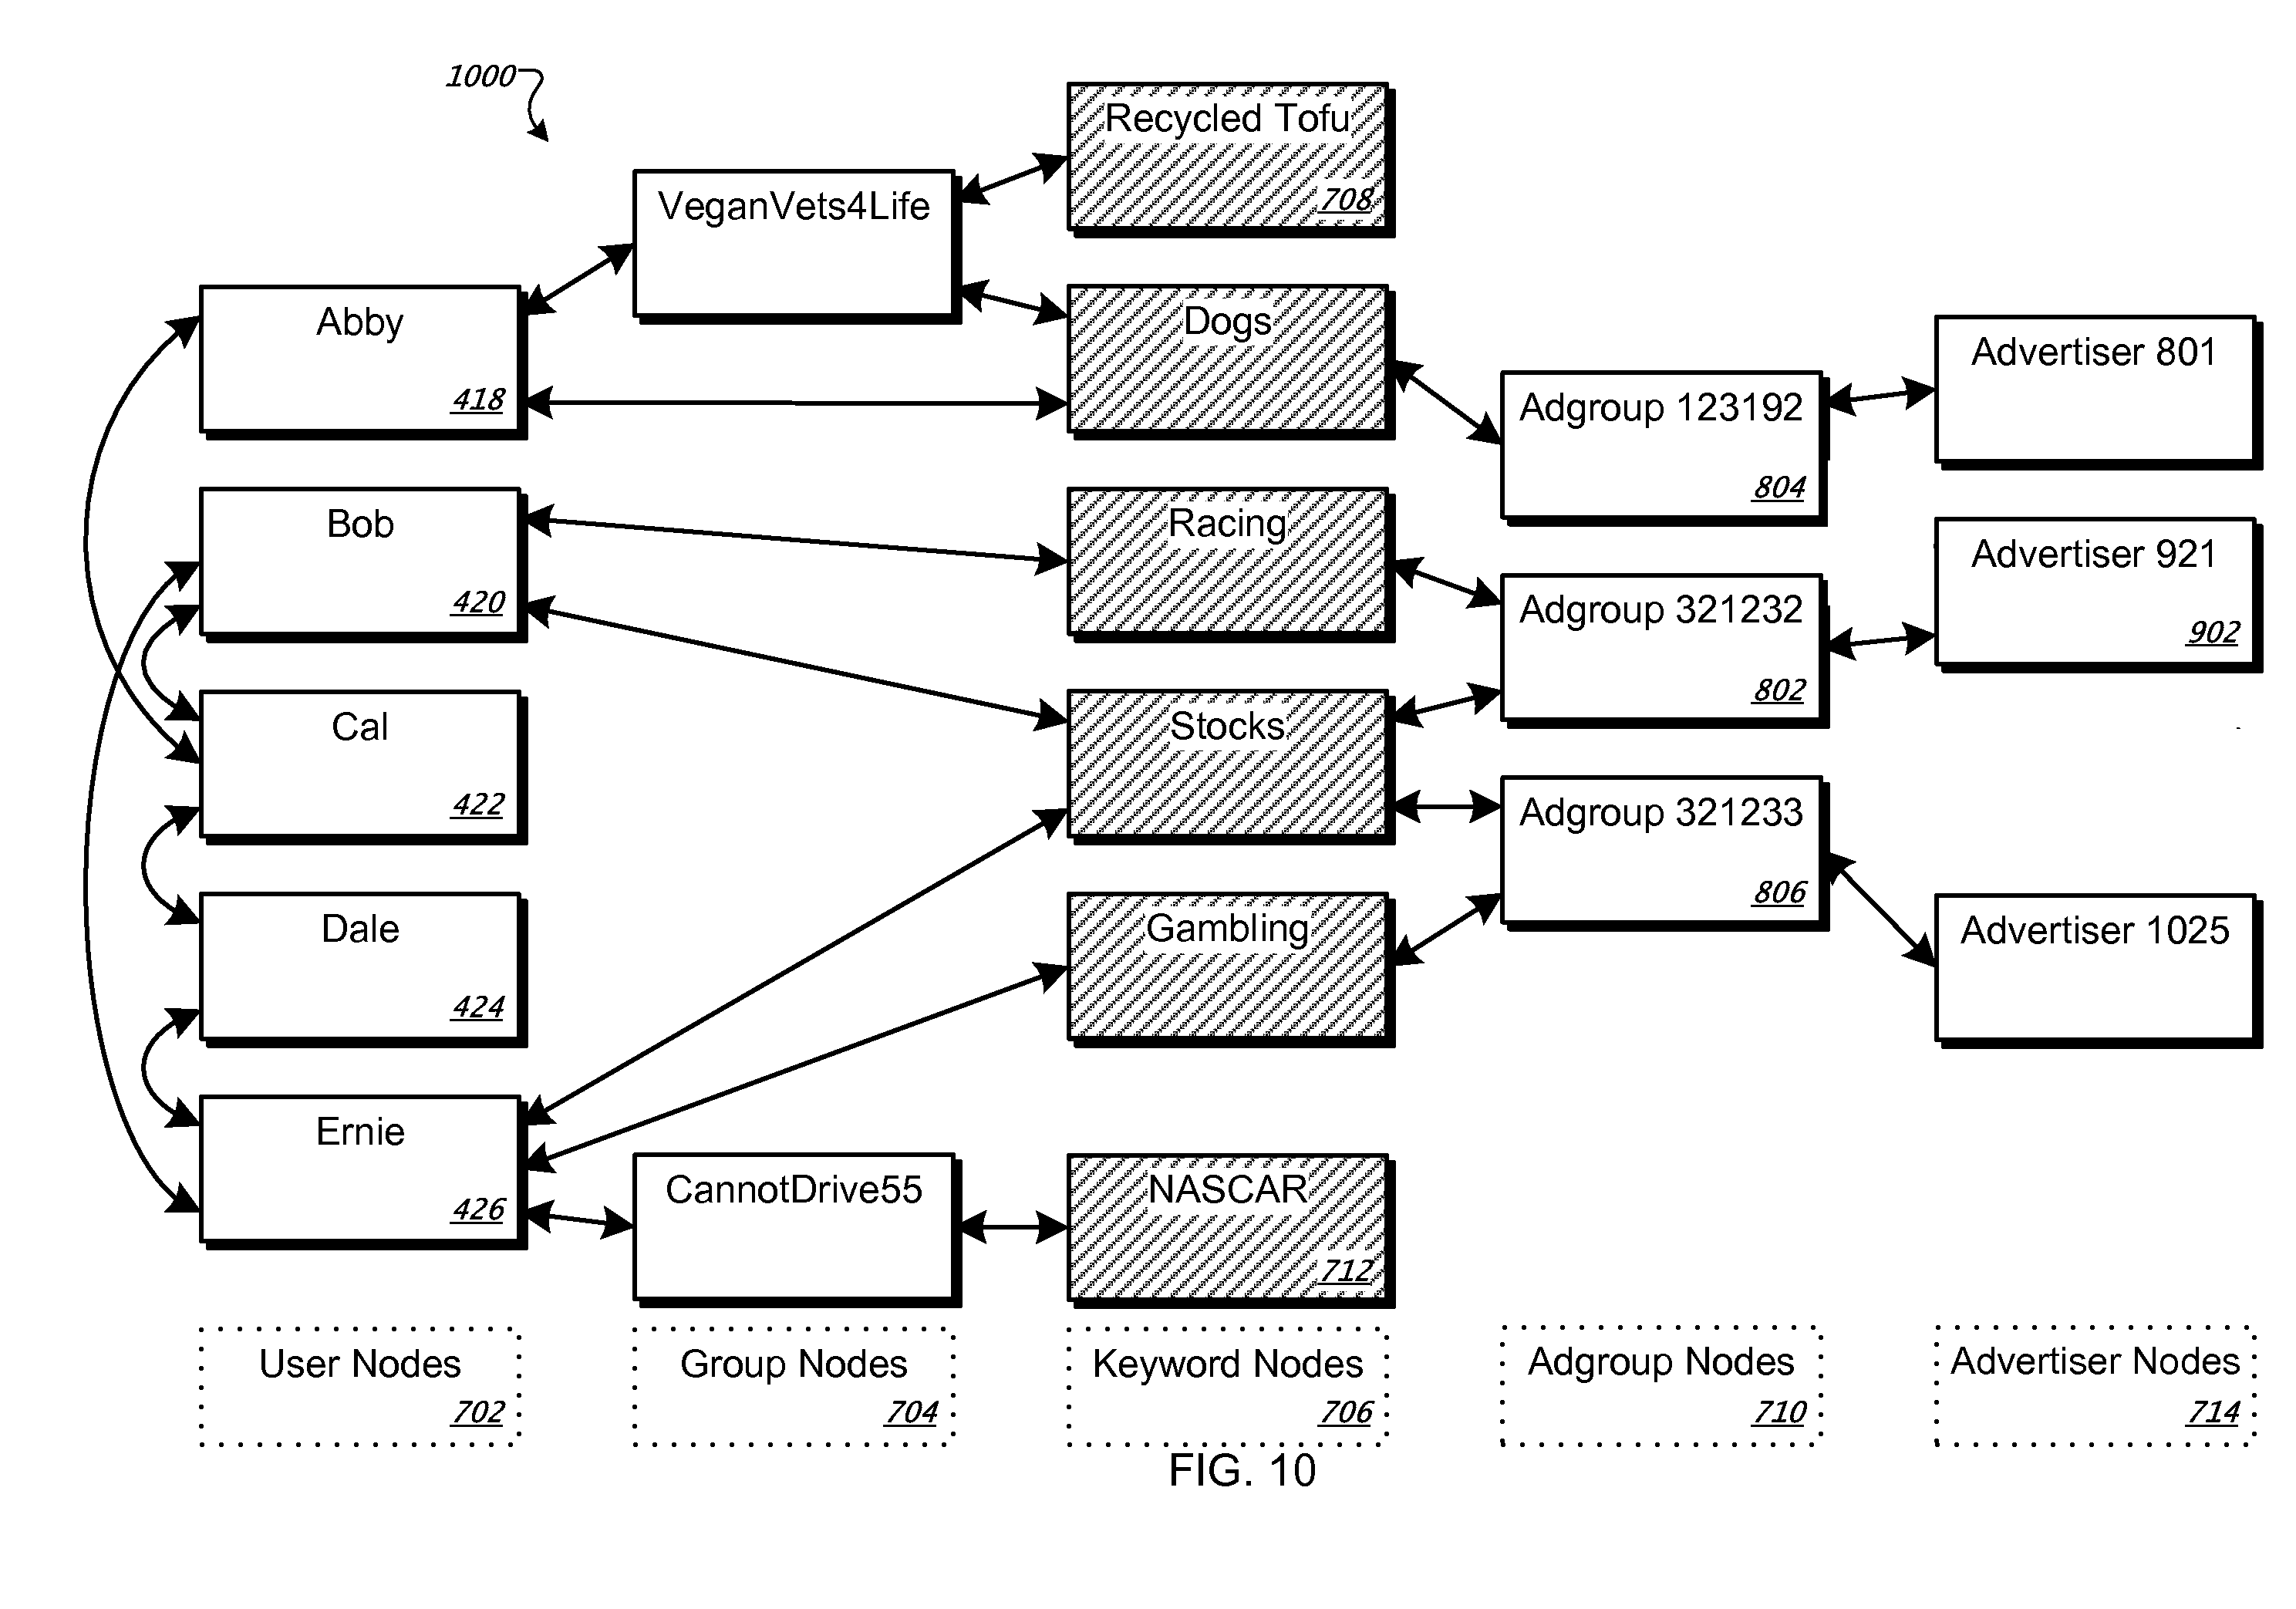 1000
Recycled Tofu
708
VeganVets4Life
Abby
418
Dogs
Advertiser 801
Adgroup 123192
804
Bob
420
Racing
Advertiser 921
902
Adgroup 321232
802
Cal
422
Stocks
Adgroup 321233
806
Dale
424
Gambling
Advertiser 1025
Ernie
426
CannotDrive55
NASCAR
712
User Nodes
702
Group Nodes
704
Keyword Nodes
706
Adgroup Nodes
710
Advertiser Nodes
714
FIG. 10